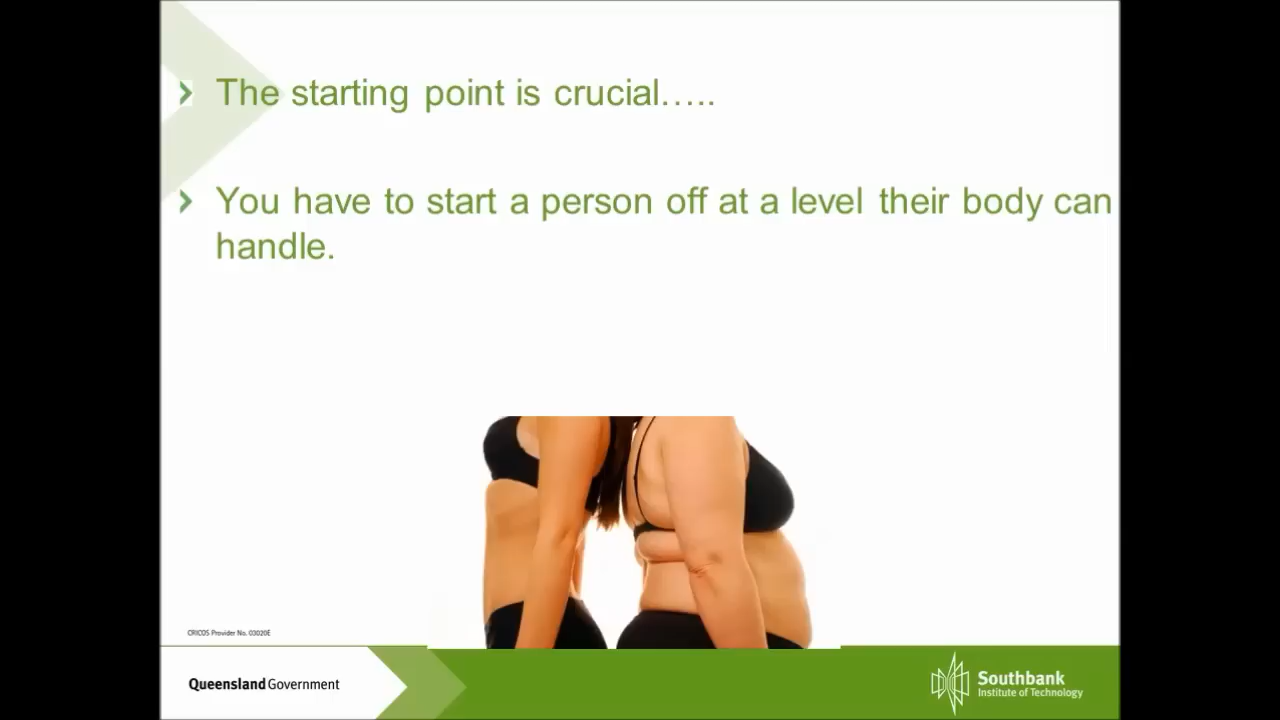 The starting point is crucial…..
You have to start a person off at a level their body can
handle.
CRICOS Provider No. 03020E
Queensland Government
Southbank
Institute of Technology